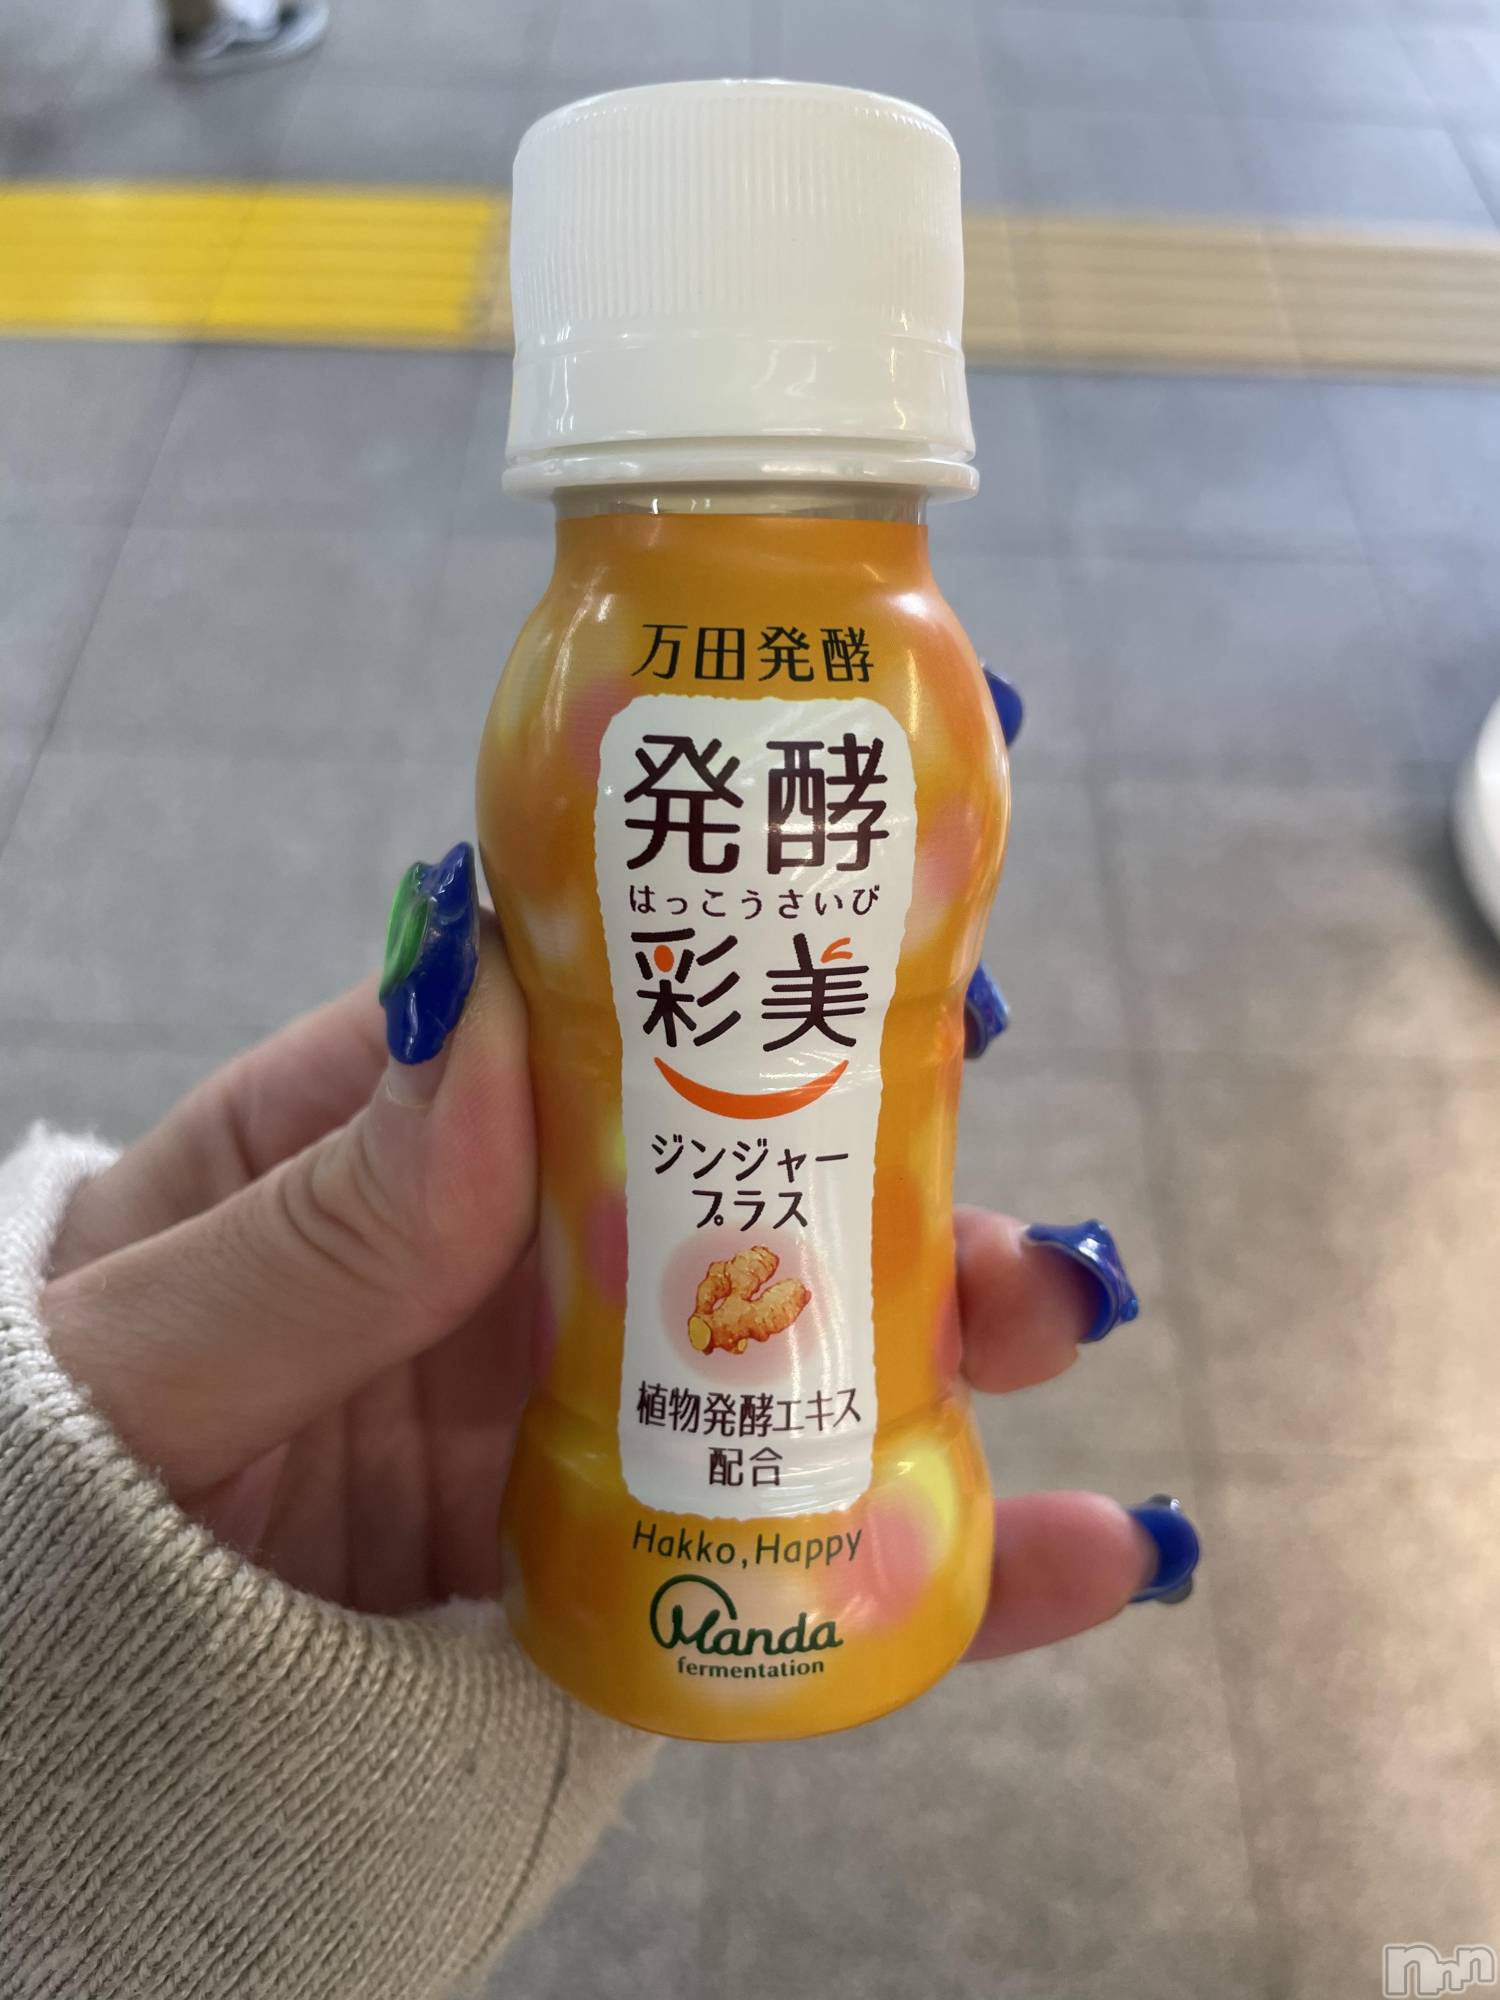 万田発酵
発酵
はっこうさいび
彩美
ジンジャー
プラス
植物発酵エキス
配合
Hakko, Happy
Manda
fermentation
nnn